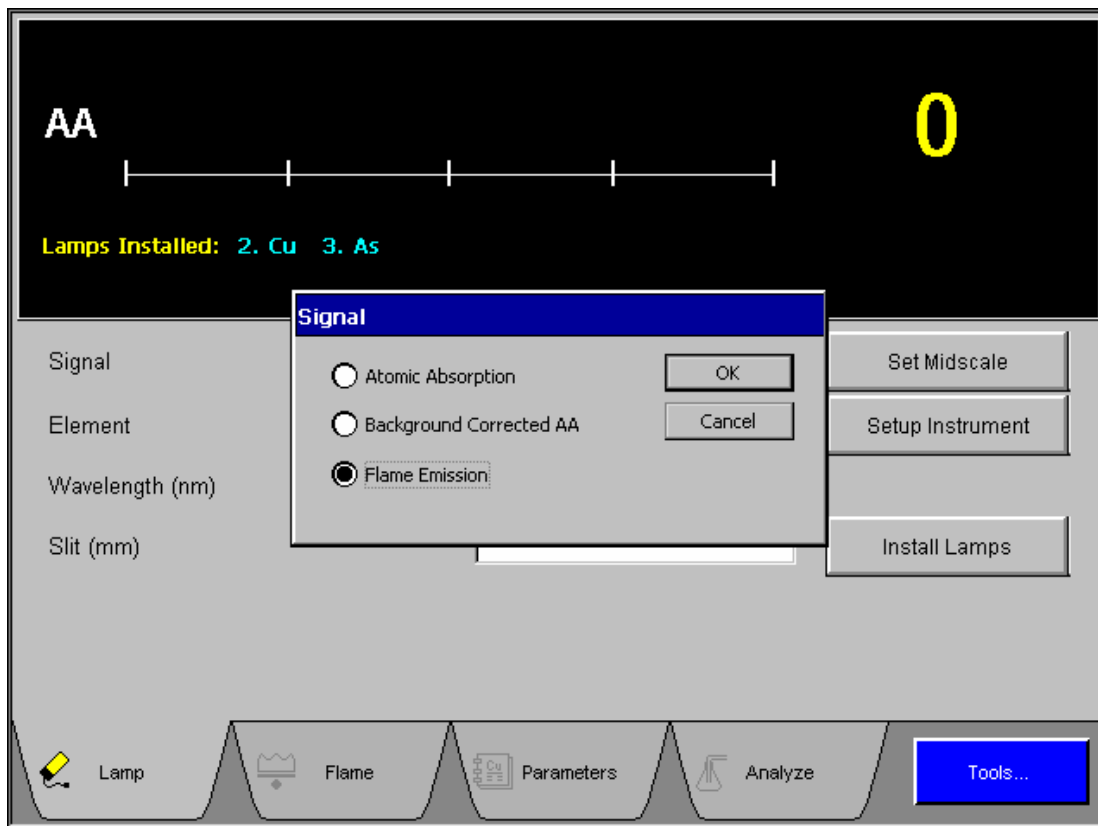 AA
0
Lamps Installed: 2. Cu 3. As
Signal
Atomic Absorption
OK
Background Corrected AA
Cancel
Flame Emission
Signal
Set Midscale
Element
Setup Instrument
Wavelength (nm)
Slit (mm)
Install Lamps
Lamp
Flame
Cu
Parameters
Analyze
Tools...